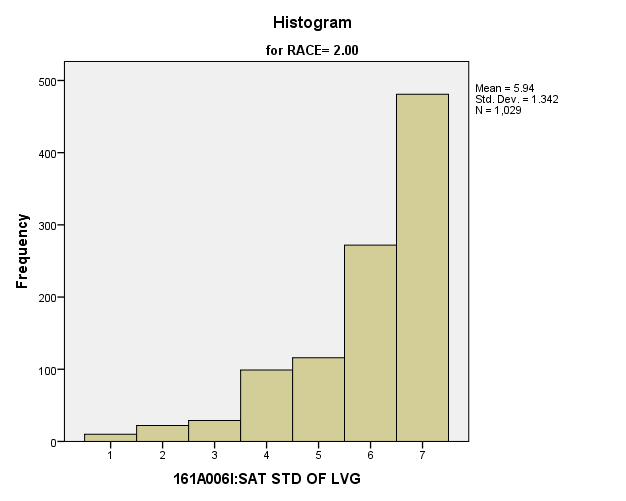 Histogram
for RACE= 2.00
Mean = 5.94
Std. Dev. = 1.342
N = 1,029
500
400
300
200
100
0
Frequency
1 2 3 4 5 6 7
161A006I:SAT STD OF LVG